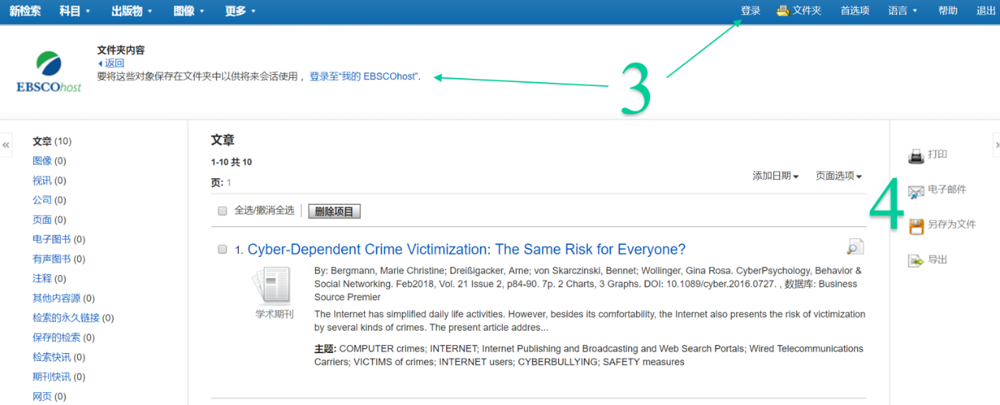 新检索 科目 出版物 图像 更多 登录 文件夹 首选项 语言 帮助 退出
文件夹内容
返回
要将这些对象保存在文件夹中以供将来会话使用 ，登录至“我的 EBSCOhost”.
EBSCOhost
3
文章 (10)
图像 (0)
视讯 (0)
公司 (0)
页面 (0)
电子图书 (0)
有声图书 (0)
注释 (0)
其他内容源 (0)
检索的永久链接 (0)
保存的检索 (0)
检索快讯 (0)
期刊快讯 (0)
网页 (0)
文章
1-10 共 10
页: 1
添加日期 页面选项
全选/撤消全选 删除项目
1. Cyber-Dependent Crime Victimization: The Same Risk for Everyone?
学术期刊
By: Bergmann, Marie Christine; Dreißigacker, Arne; von Skarczinski, Bennet; Wollinger, Gina Rosa. CyberPsychology, Behavior &
Social Networking. Feb2018, Vol. 21 Issue 2, p84-90. 7p. 2 Charts, 3 Graphs. DOI: 10.1089/cyber.2016.0727. , 数据库: Business
Source Premier
The Internet has simplified daily life activities. However, besides its comfortability, the Internet also presents the risk of victimization
by several kinds of crimes. The present article addres...
主题: COMPUTER crimes; INTERNET; Internet Publishing and Broadcasting and Web Search Portals; Wired Telecommunications
Carriers; VICTIMS of crimes; INTERNET users; CYBERBULLYING; SAFETY measures
4
打印
电子邮件
另存为文件
导出